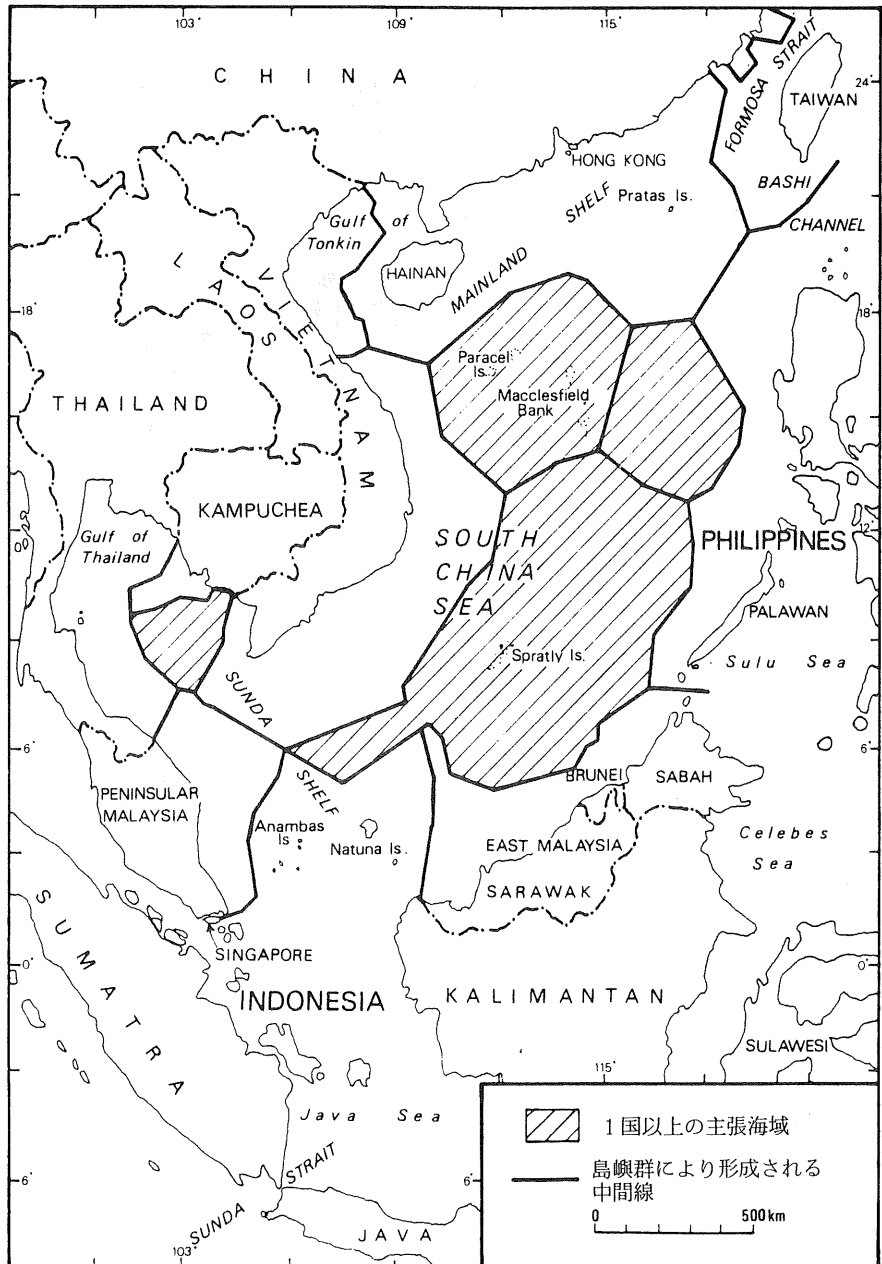 103°
109°
115°
CHINA
FORMOSA STRAIT
24°
TAIWAN
HONG KONG
Gulf of
Tonkin
SHELF
Pratas Is.
BASHI
CHANNEL
HAINAN
MAINLAND
LAOS
VIETNAM
18°
18°
Paracel
Is.
Macclesfield
Bank
THAILAND
KAMPUCHEA
Gulf of
Thailand
SOUTH
CHINA
SEA
12°
PHILIPPINES
PALAWAN
Spratly Is.
Sulu Sea
SUNDA
SHELF
6°
6°
PENINSULAR
MALAYSIA
BRUNEI
SABAH
Anambas
Is
Natuna Is.
EAST MALAYSIA
Celebes
Sea
SARAWAK
SUMATRA
SINGAPORE
0°
0°
INDONESIA
KALIMANTAN
SULAWESI
115°
Java Sea
1国以上の主張海域
SUNDA STRAIT
島嶼群により形成される
中間線
6°
6°
0 500km
JAVA
103°